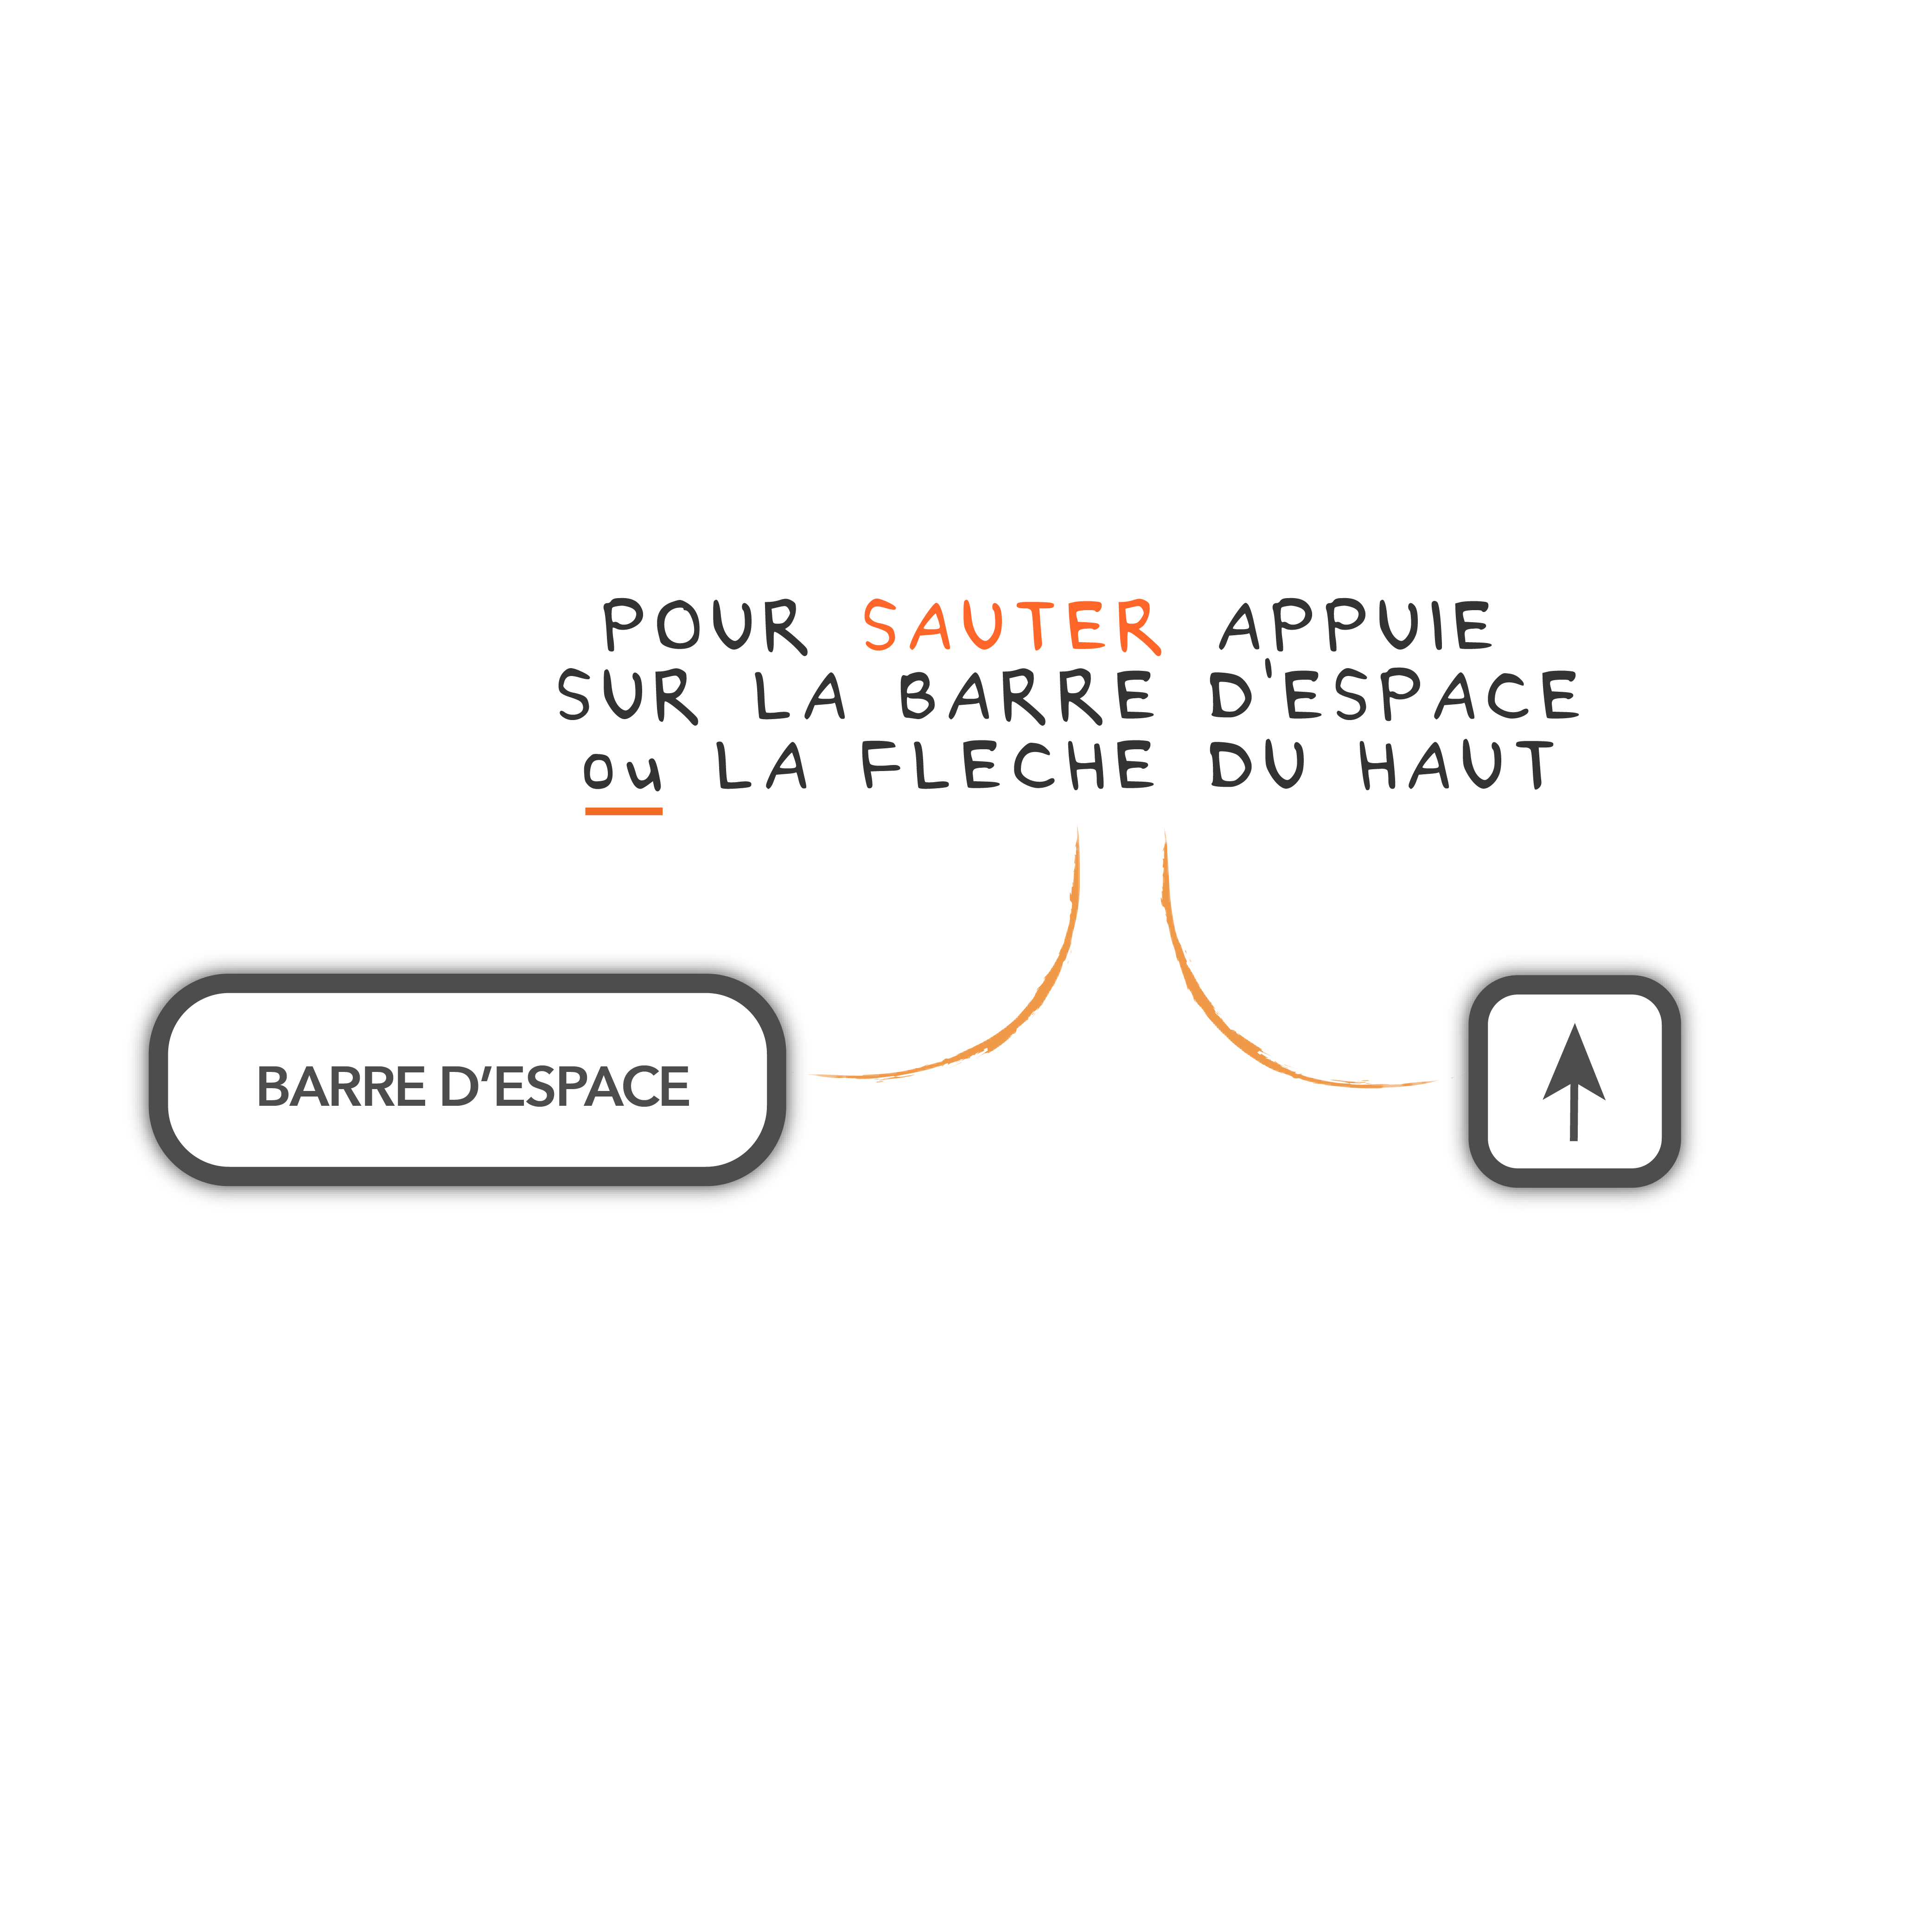 POUR SAUTER APPUIE
SUR LA BARRE D'ESPACE
ou LA FLECHE DU HAUT
BARRE D'ESPACE